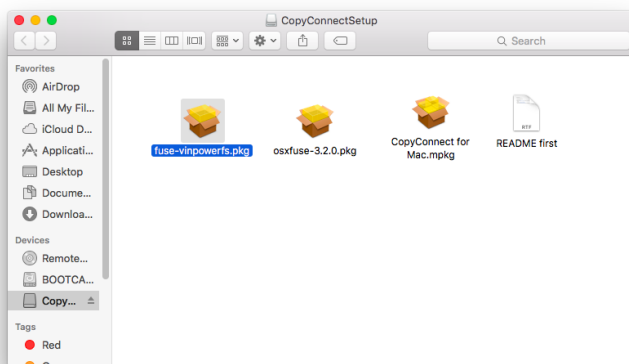 CopyConnectSetup
Search
Favorites
AirDrop
All My Fil...
iCloud D...
Applicati...
Desktop
Docume...
Downloa...
Devices
Remote...
BOOTCA...
Copy...
Tags
Red
fuse-vinpowerfs.pkg
osxfuse-3.2.0.pkg
CopyConnect for
Mac.mpkg
RTF
README first